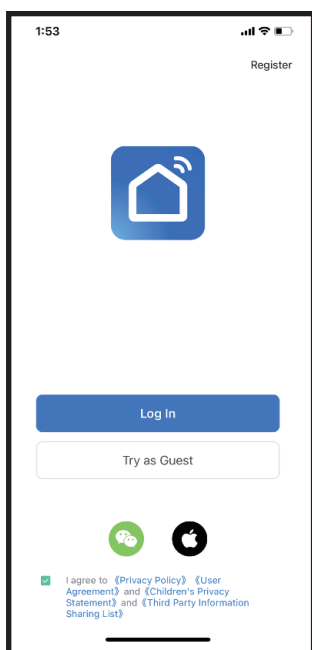 1:53
Register
Log In
Try as Guest
I agree to 《Privacy Policy》 《User
Agreement》 and 《Children's Privacy
Statement》 and 《Third Party Information
Sharing List》